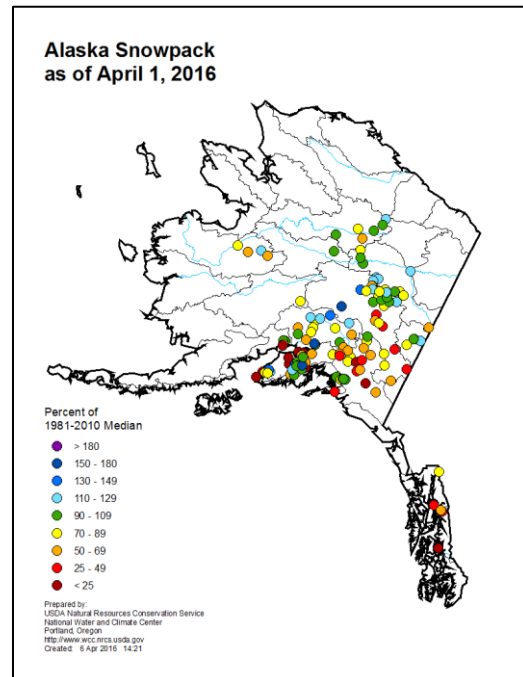 Alaska Snowpack
as of April 1, 2016
Percent of
1981-2010 Median
> 180
150 - 180
130 - 149
110 - 129
90 - 109
70 - 89
50 - 69
25 - 49
< 25
Prepared by:
USDA Natural Resources Conservation Service
National Water and Climate Center
Portland, Oregon
http://www.wcc.nrcs.usda.gov
Created: 6 Apr 2016 14:21